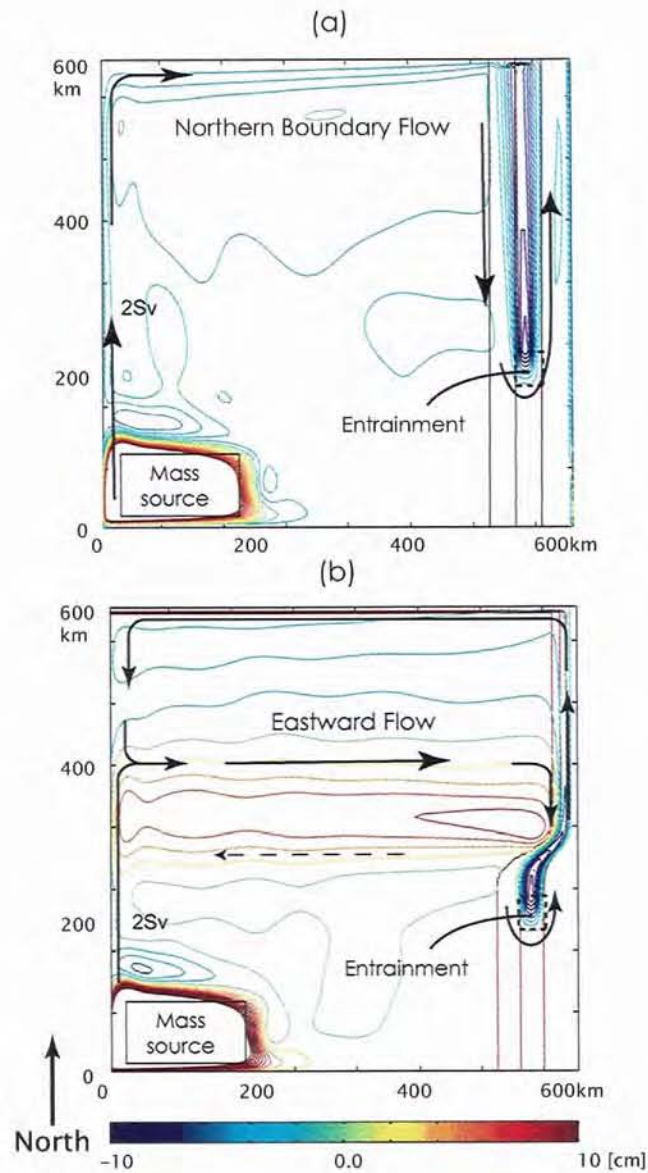 (a)
600
km
Northern Boundary Flow
400
2Sv
200
Entrainment
Mass
source
0
0
200
400
600km
(b)
600
km
Eastward Flow
400
200
2Sv
Entrainment
Mass
source
0
0
200
400
600km
North
-10
0.0
10 [cm]